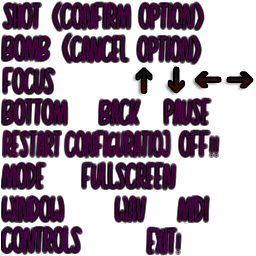 SHOT (CONFIRM OPTION)
BOMB (CANCEL OPTION)
FOCUS ↑ ↓ ← →
BOTTOM BACK PAUSE
RESTART CONFIGURATIOJ OFF!!
MODE FULLSCREEN
WINDOW WAV MIDI
CONTROLS EXIT!